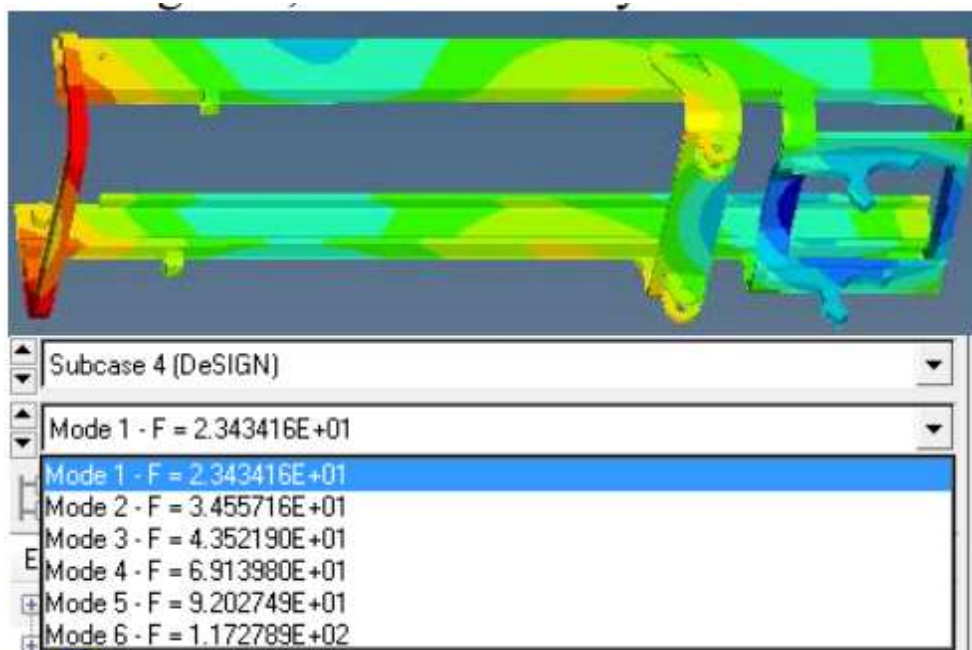 Subcase 4 (DeSIGN)
Mode 1 - F = 2.343416E+01
Mode 1 - F = 2.343416E+01
Mode 2 - F = 3.455716E+01
Mode 3 - F = 4.352190E+01
E
Mode 4 - F = 6.913980E+01
Mode 5 - F = 9.202749E+01
Mode 6 - F = 1.172789E+02